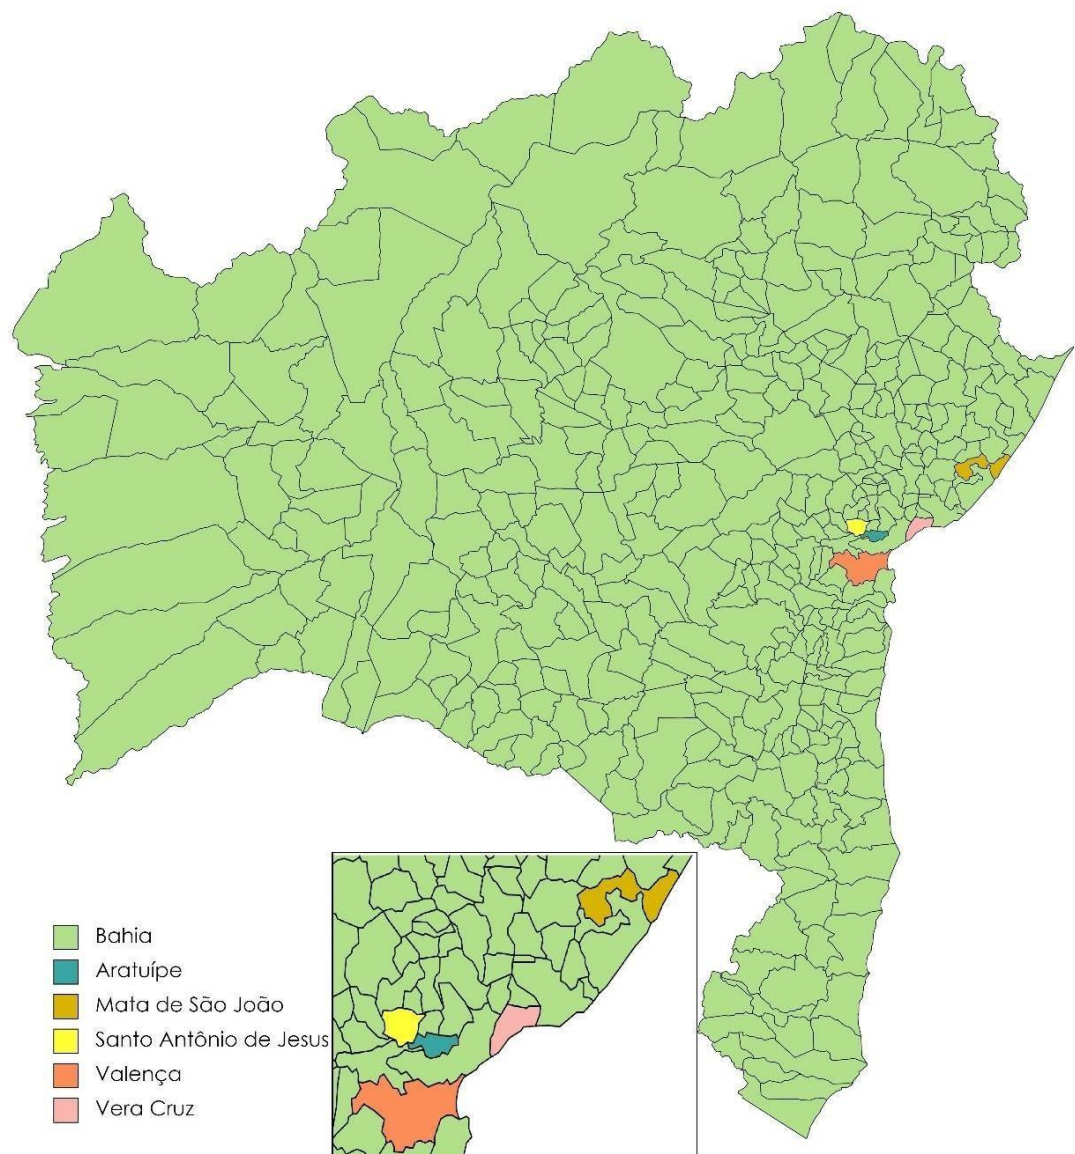 Bahia
Aratuípe
Mata de São João
Santo Antônio de Jesus
Valença
Vera Cruz